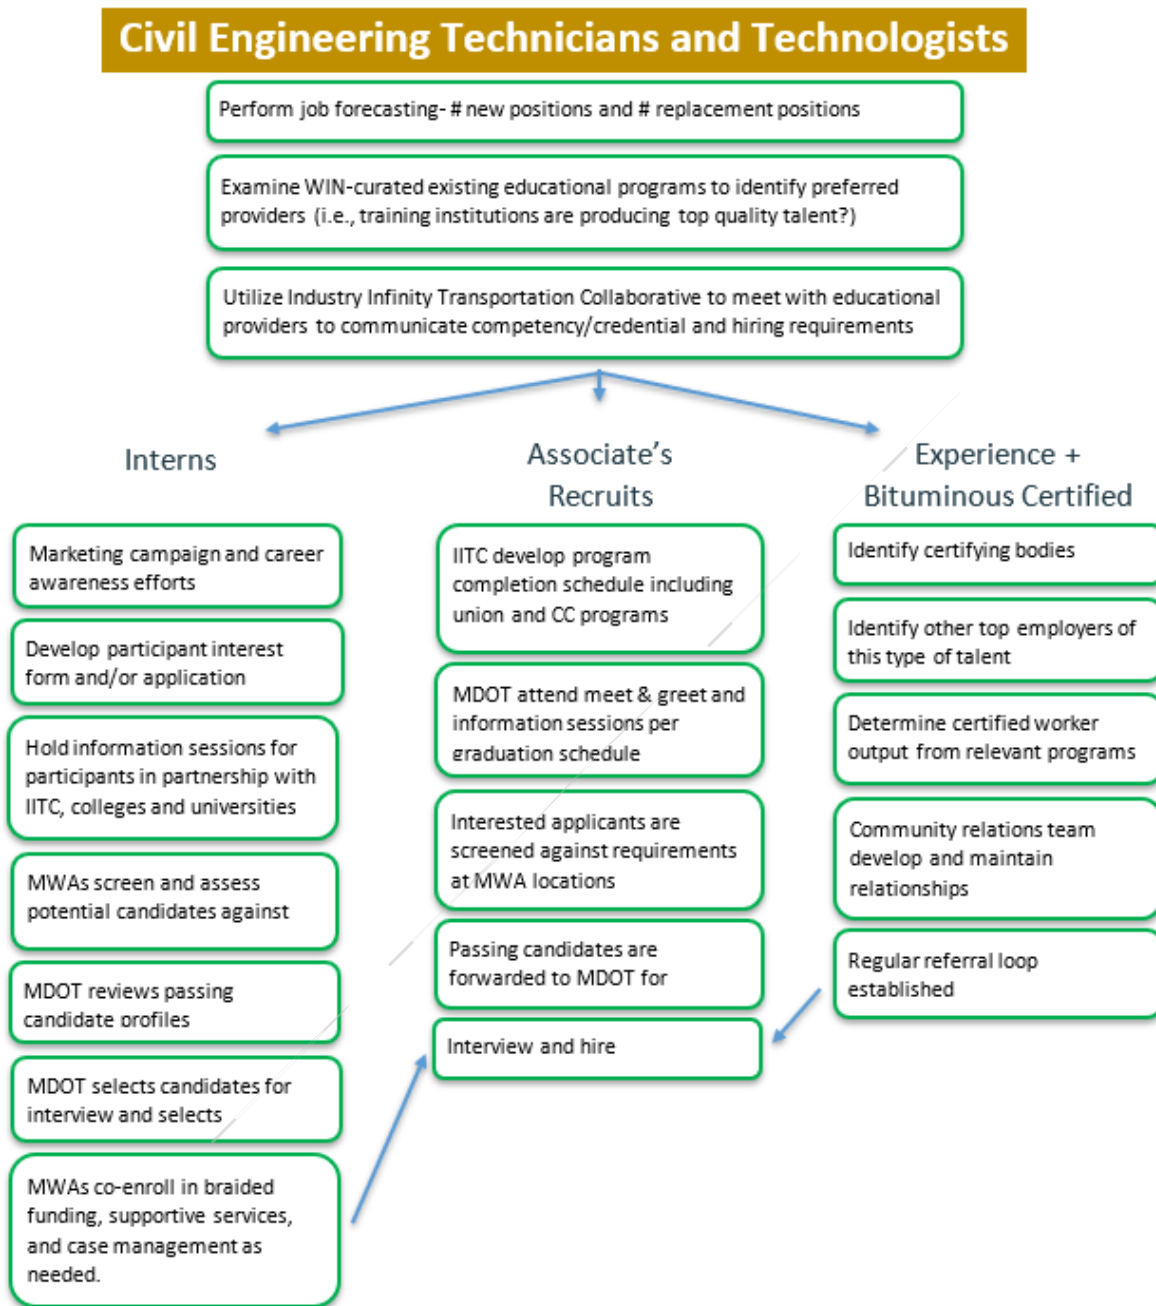 Civil Engineering Technicians and Technologists
Perform job forecasting- # new positions and # replacement positions
Examine WIN-curated existing educational programs to identify preferred
providers (i.e., training institutions are producing top quality talent?)
Utilize Industry Infinity Transportation Collaborative to meet with educational
providers to communicate competency/credential and hiring requirements
Interns
Marketing campaign and career
awareness efforts
Develop participant interest
form and/or application
Hold information sessions for
participants in partnership with
IITC, colleges and universities
MWAs screen and assess
potential candidates against
MDOT reviews passing
candidate profiles
MDOT selects candidates for
interview and selects
MWAs co-enroll in braided
funding, supportive services,
and case management as
needed.
Associate's
Recruits
IITC develop program
completion schedule including
union and CC programs
MDOT attend meet & greet and
information sessions per
graduation schedule
Interested applicants are
screened against requirements
at MWA locations
Passing candidates are
forwarded to MDOT for
Interview and hire
Experience +
Bituminous Certified
Identify certifying bodies
Identify other top employers of
this type of talent
Determine certified worker
output from relevant programs
Community relations team
develop and maintain
relationships
Regular referral loop
established